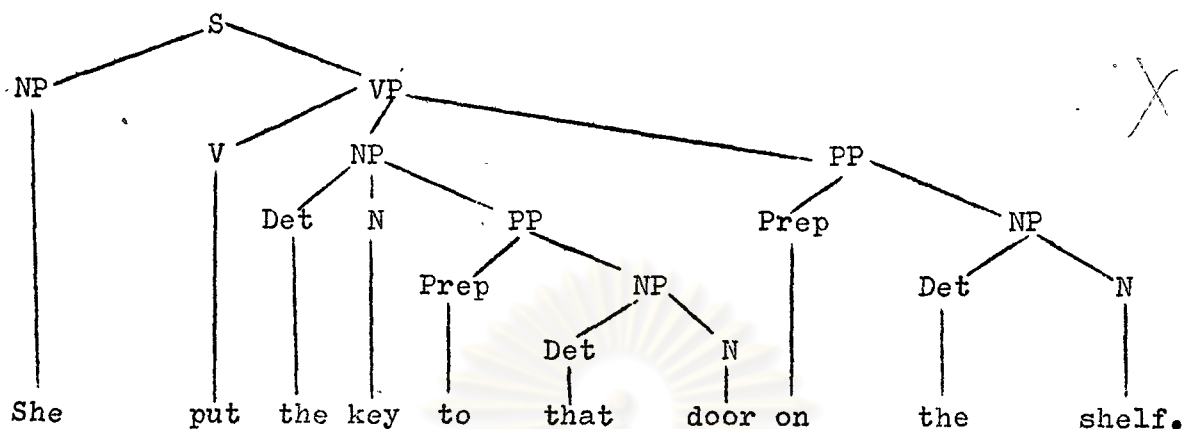 S
NP VP
V NP PP
Det N PP Prep NP
Prep NP Det N
Det N
She put the key to that door on the shelf.